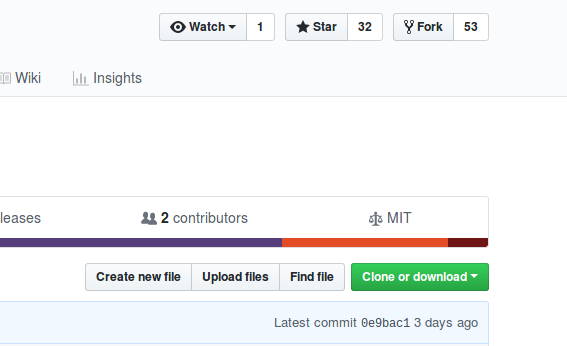 Watch 1 Star 32 Fork 53
Wiki Insights
leases 2 contributors MIT
Create new file Upload files Find file Clone or download
Latest commit 0e9bac1 3 days ago